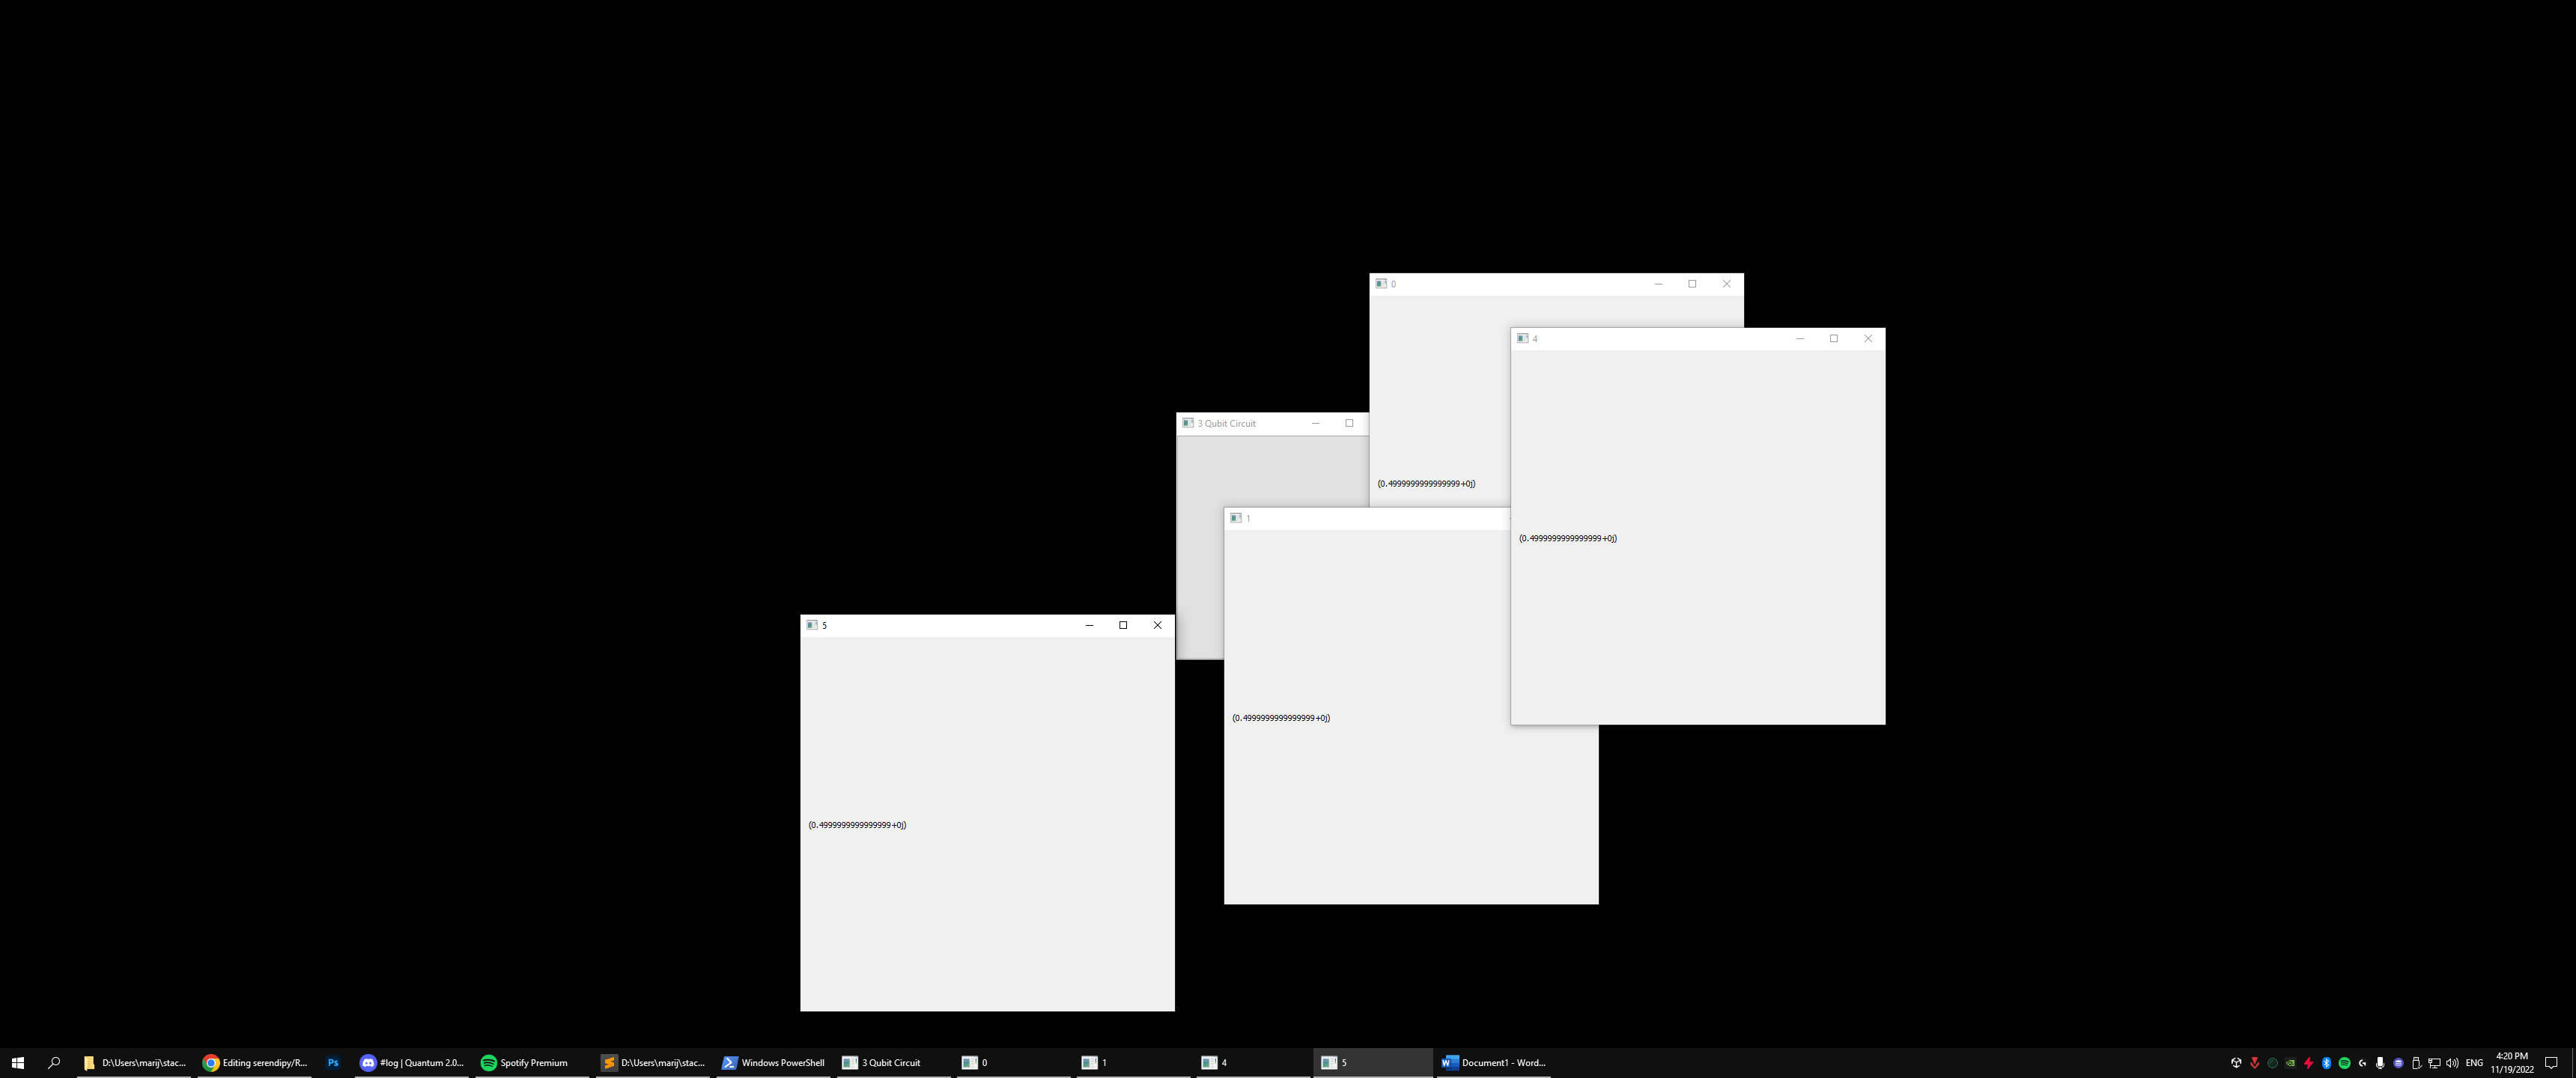 0
4
3 Qubit Circuit
(0.4999999999999999+0j)
1
(0.4999999999999999+0j)
5
(0.4999999999999999+0j)
(0.4999999999999999+0j)
D:\Users\marij\stac...
Editing serendipy/R...
Ps
#log | Quantum 2.0...
Spotify Premium
D:\Users\marij\stac...
Windows PowerShell
3 Qubit Circuit
0
1
4
5
Document1 - Word...
ENG
4:20 PM
11/19/2022